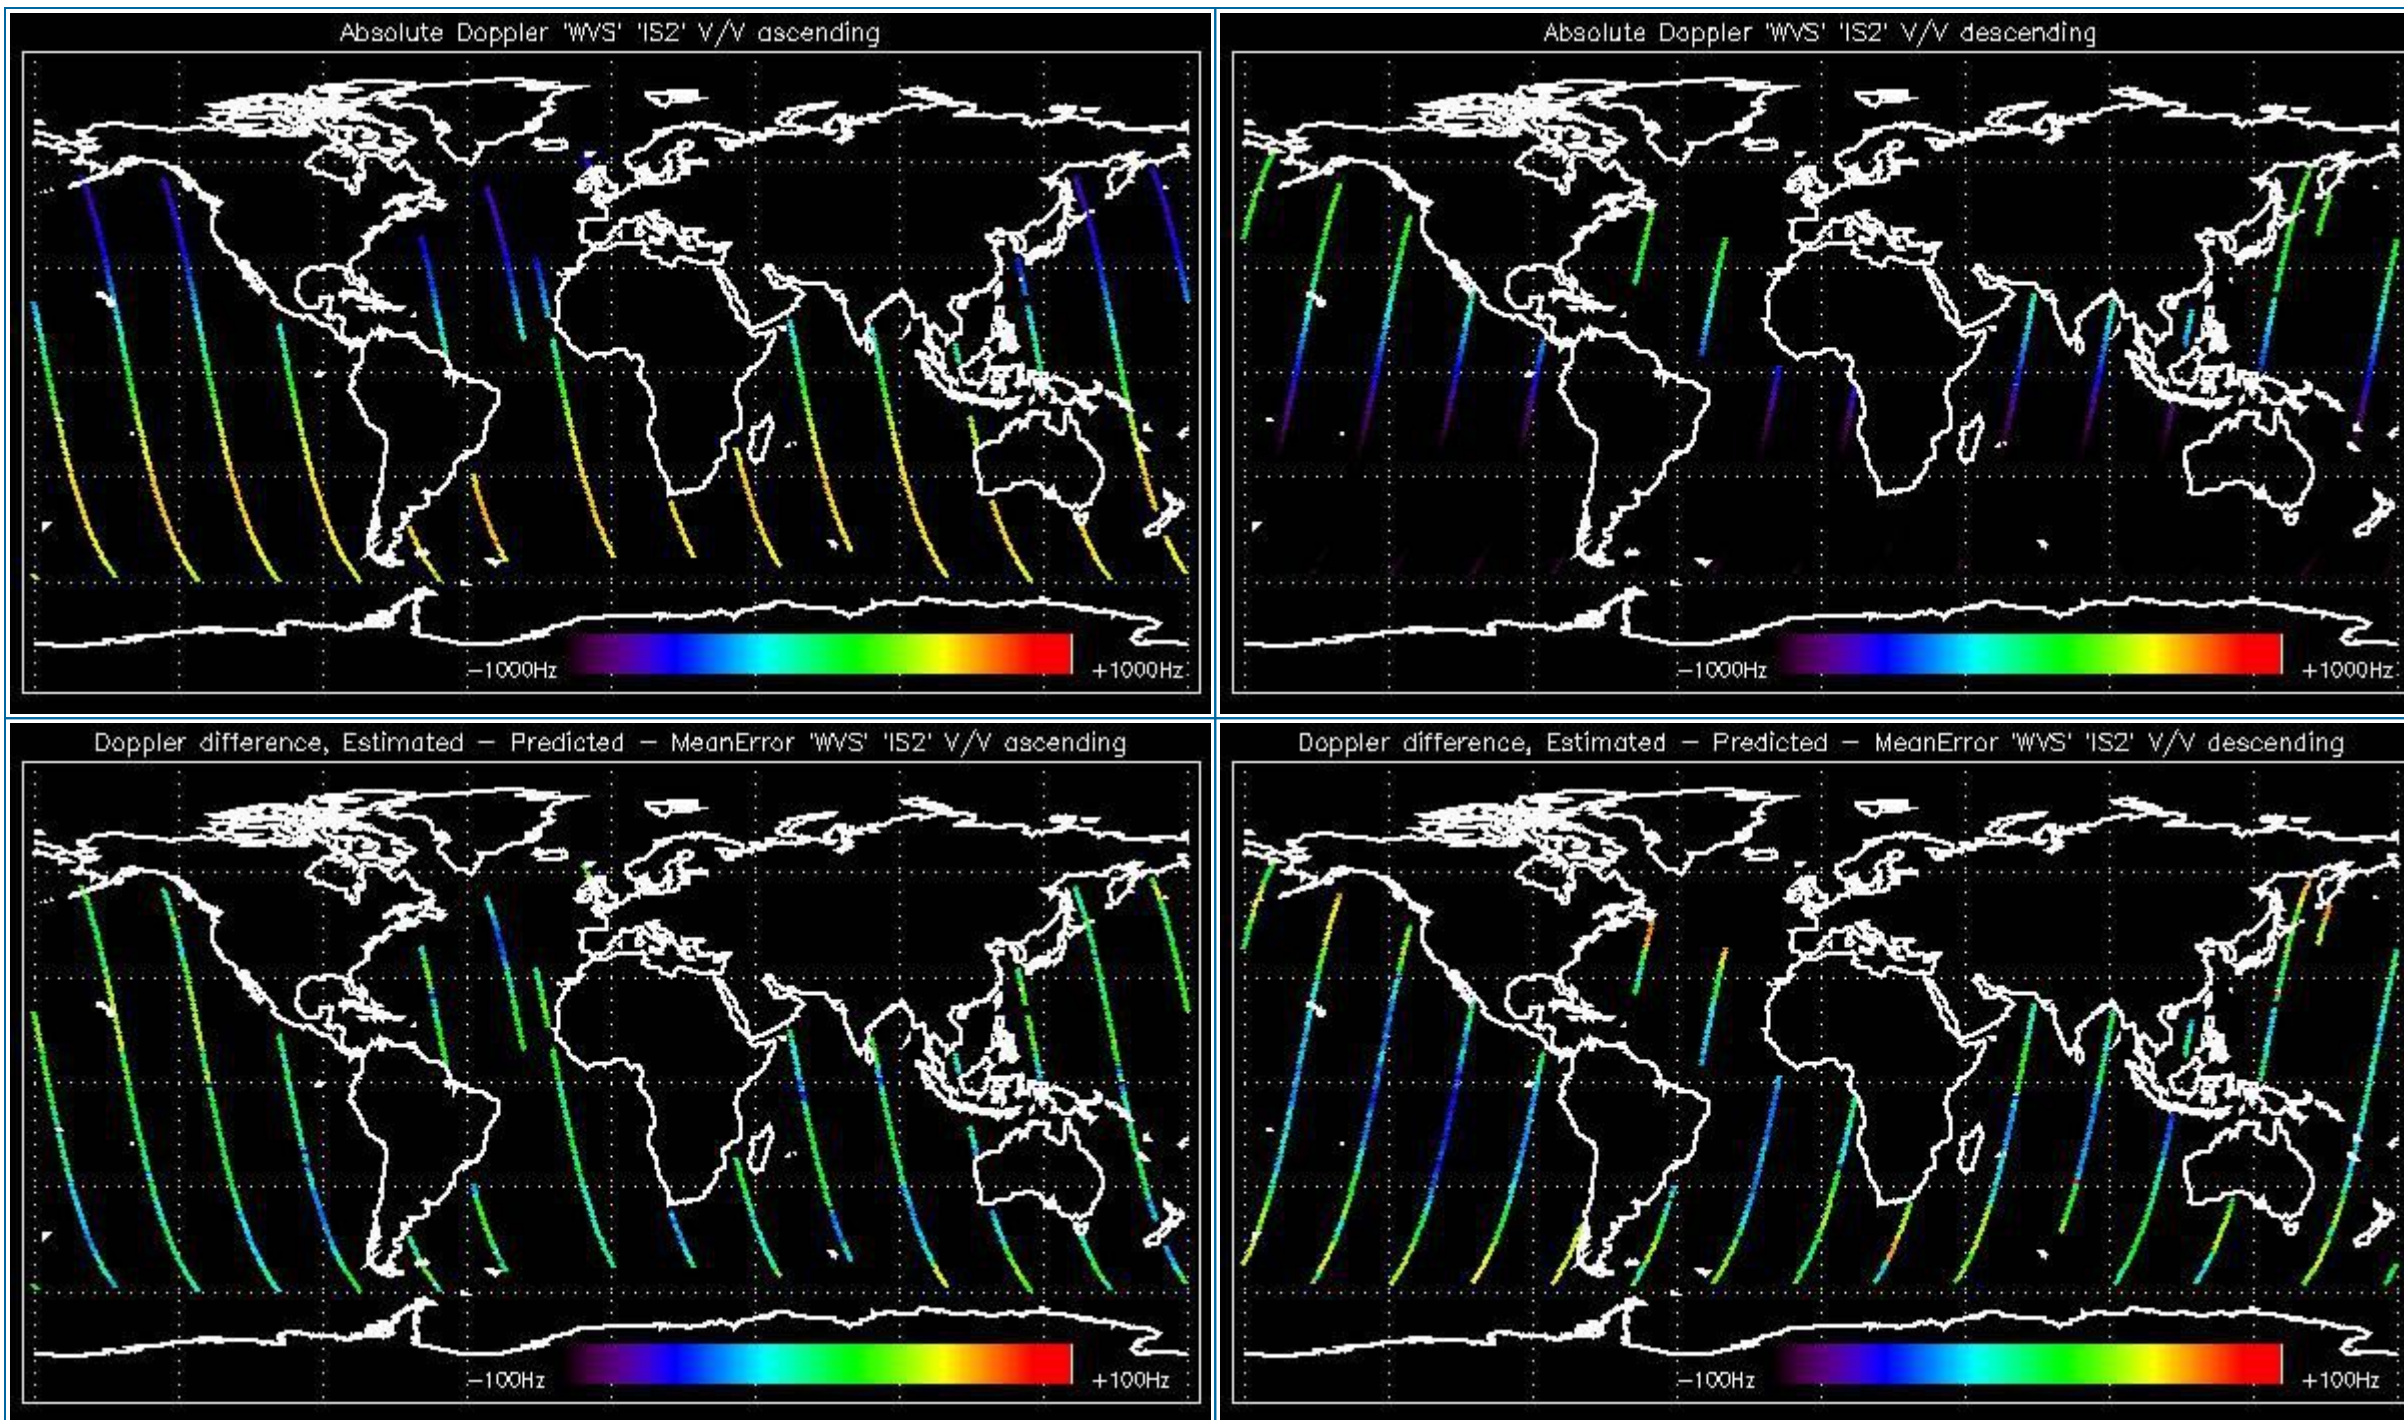 Absolute Doppler 'WVS' 'IS2' V/V ascending
-1000Hz +1000Hz
Absolute Doppler 'WVS' 'IS2' V/V descending
-1000Hz +1000Hz
Doppler difference, Estimated - Predicted - MeanError 'WVS' 'IS2' V/V ascending
-100Hz +100Hz
Doppler difference, Estimated - Predicted - MeanError 'WVS' 'IS2' V/V descending
-100Hz +100Hz